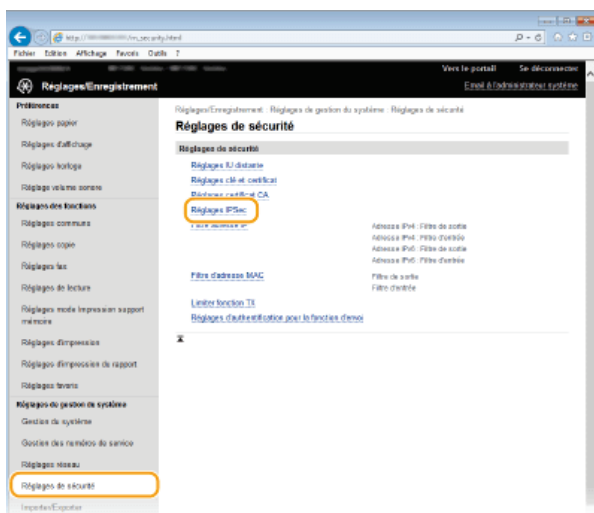 http://
/m_security.html
Fichier Edition Affichage Favoris Outils ?
Vers le portail Se déconnecter
Réglages/Enregistrement
Email à l'administrateur système
Préférences
Réglages papier
Réglages d'affichage
Réglages horloge
Réglage volume sonore
Réglages des fonctions
Réglages communs
Réglages copie
Réglages fax
Réglages de lecture
Réglages mode Impression support
mémoire
Réglages d'impression
Réglages d'impression de rapport
Réglages favoris
Réglages de gestion du système
Gestion du système
Gestion des numéros de service
Réglages réseau
Réglages de sécurité
Importer/Exporter
Réglages/Enregistrement : Réglages de gestion du système : Réglages de sécurité
Réglages de sécurité
Réglages de sécurité
Réglages IU distante
Réglages clé et certificat
Réglages certificat CA
Réglages IPSec
Filtre adresse IP
Adresse IPv4 : Filtre de sortie
Adresse IPv4 : Filtre d'entrée
Adresse IPv6 : Filtre de sortie
Adresse IPv6 : Filtre d'entrée
Filtre d'adresse MAC
Filtre de sortie
Filtre d'entrée
Limiter fonction TX
Réglages d'authentification pour la fonction d'envoi